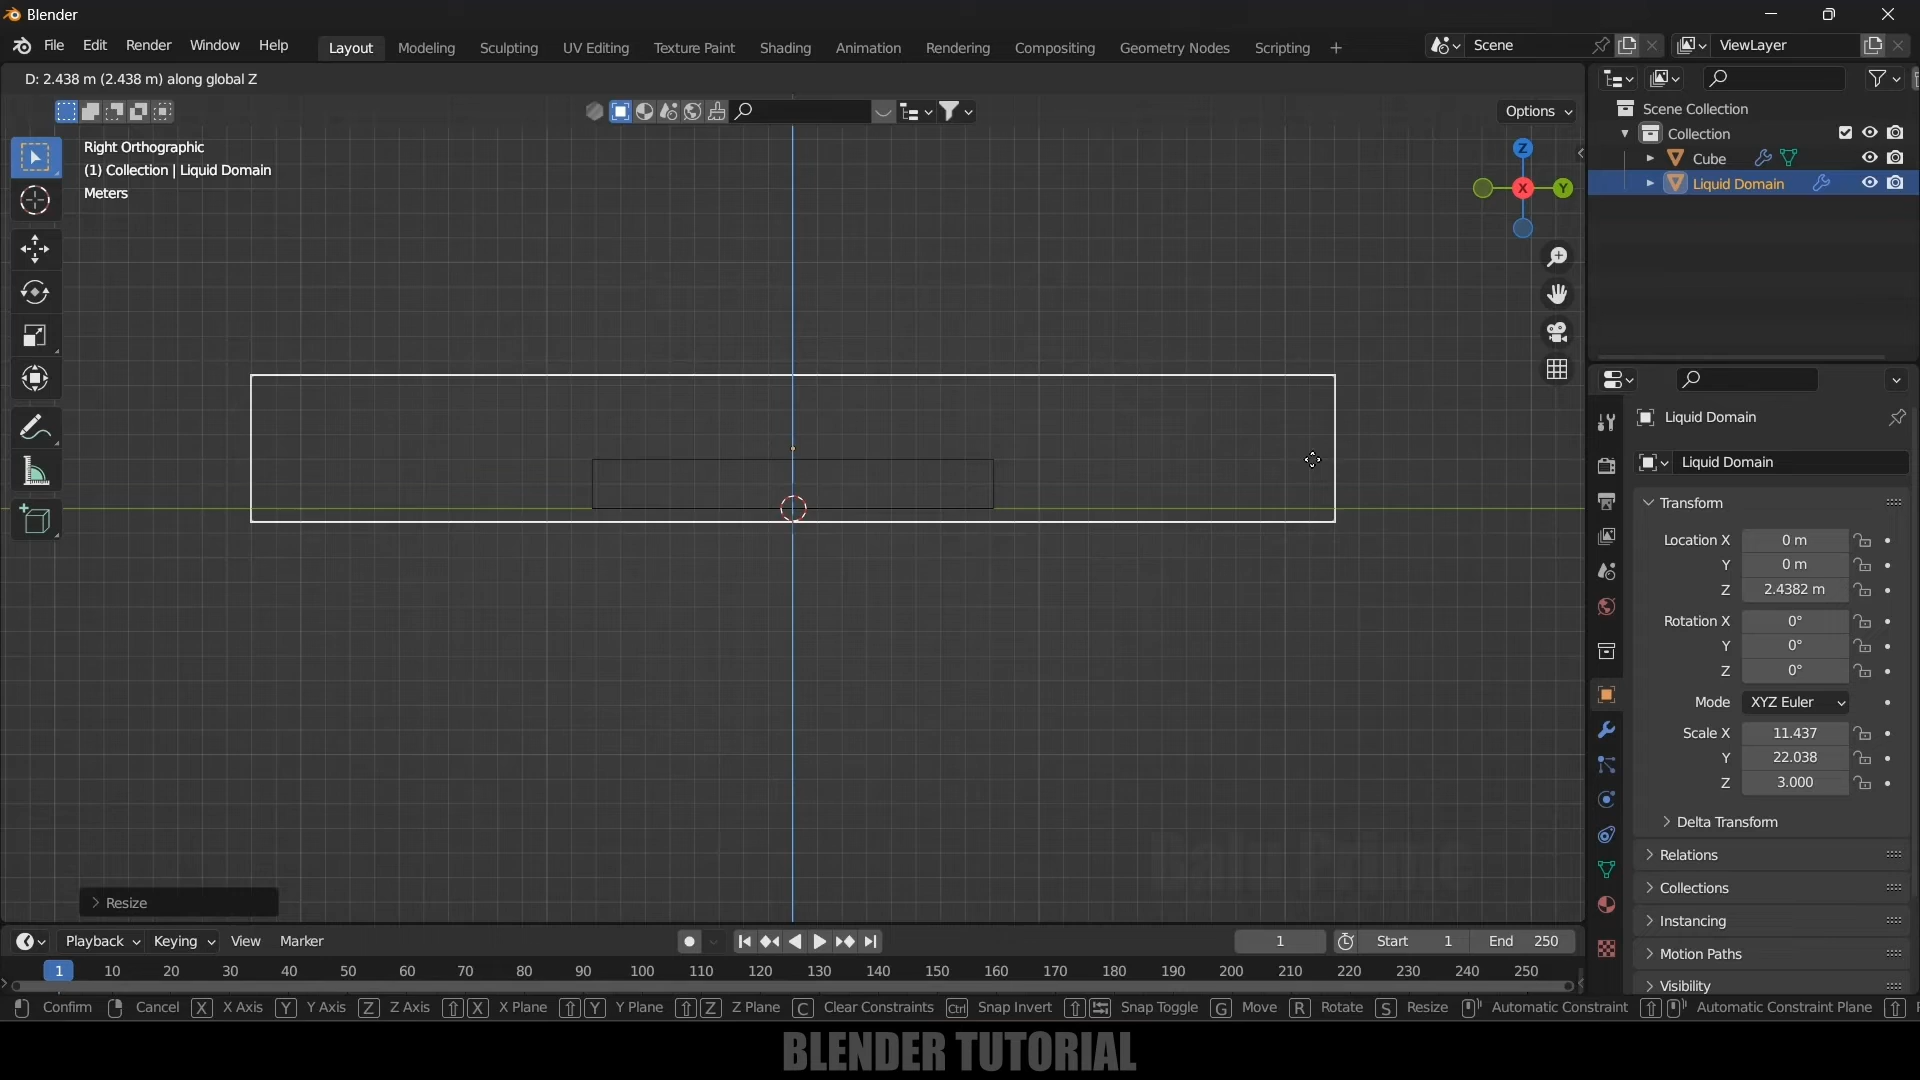 Blender
File Edit Render Window Help Layout Modeling Sculpting UV Editing Texture Paint Shading Animation Rendering Compositing Geometry Nodes Scripting + Scene ViewLayer
D: 2.438 m (2.438 m) along global Z
Options
Right Orthographic
(1) Collection | Liquid Domain
Meters
Z
X
Y
Scene Collection
Collection
Cube
Liquid Domain
Liquid Domain
Liquid Domain
Transform
Location X 0 m
Y 0 m
Z 2.4382 m
Rotation X 0°
Y 0°
Z 0°
Mode XYZ Euler
Scale X 11.437
Y 22.038
Z 3.000
Delta Transform
Relations
Collections
Instancing
Motion Paths
Visibility
Resize
Playback Keying View Marker 1 Start 1 End 250
1 10 20 30 40 50 60 70 80 90 100 110 120 130 140 150 160 170 180 190 200 210 220 230 240 250
Confirm Cancel X X Axis Y Y Axis Z Z Axis X X Plane Y Y Plane Z Z Plane C Clear Constraints Ctrl Snap Invert Snap Toggle G Move R Rotate S Resize Automatic Constraint Automatic Constraint Plane
BLENDER TUTORIAL